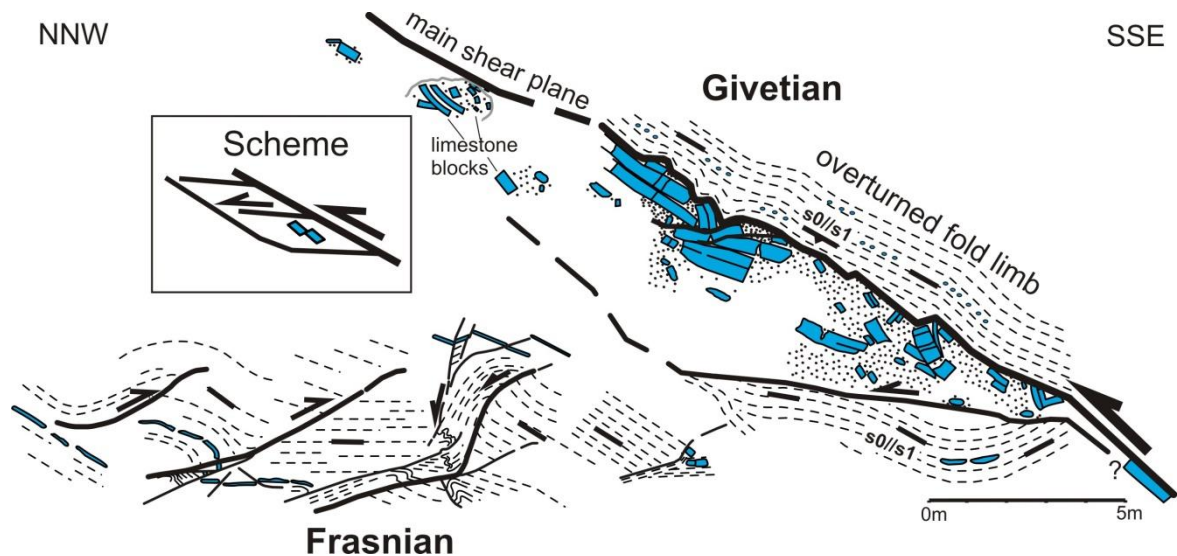 NNW
SSE
main shear plane
Givetian
limestone
blocks
Scheme
overturned fold limb
s0//s1
s0//s1
?
0m
5m
Frasnian